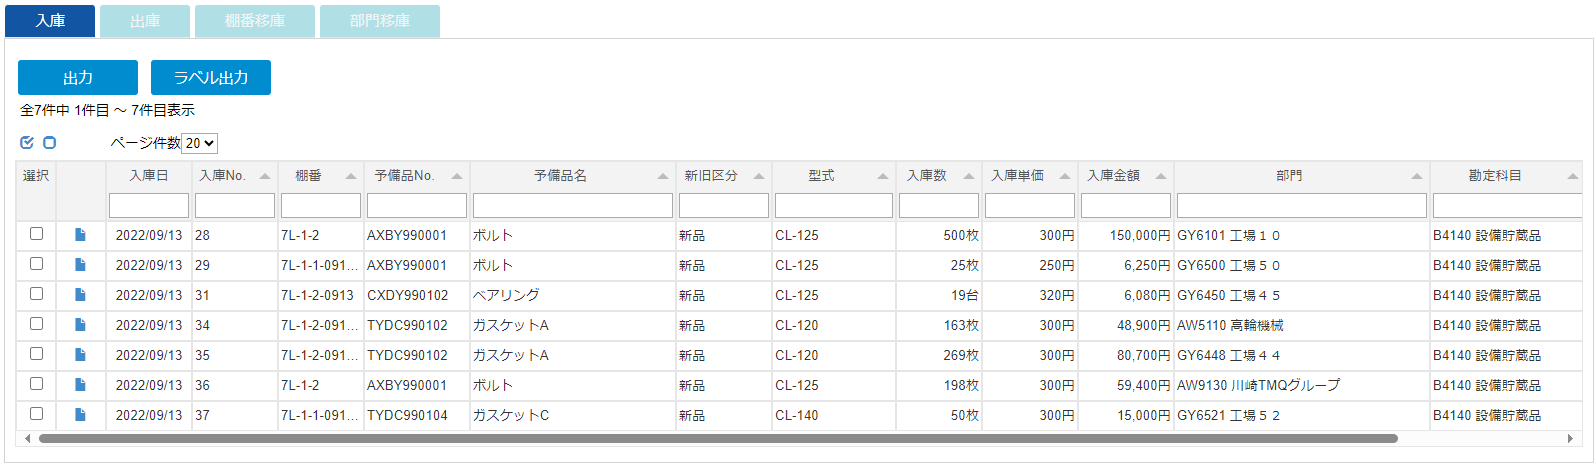 入庫 出庫 棚番移庫 部門移庫
出力 ラベル出力
全7件中 1件目 ～ 7件目表示
ページ件数 20
選択 入庫日 入庫No. 棚番 予備品No. 予備品名 新旧区分 型式 入庫数 入庫単価 入庫金額 部門 勘定科目
2022/09/13 28 7L-1-2 AXBY990001 ボルト 新品 CL-125 500枚 300円 150,000円 GY6101 工場１０ B4140 設備貯蔵品
2022/09/13 29 7L-1-1-091... AXBY990001 ボルト 新品 CL-125 25枚 250円 6,250円 GY6500 工場５０ B4140 設備貯蔵品
2022/09/13 31 7L-1-2-0913 CXDY990102 ベアリング 新品 CL-125 19台 320円 6,080円 GY6450 工場４５ B4140 設備貯蔵品
2022/09/13 34 7L-1-2-091... TYDC990102 ガスケットA 新品 CL-120 163枚 300円 48,900円 AW5110 高輪機械 B4140 設備貯蔵品
2022/09/13 35 7L-1-2-091... TYDC990102 ガスケットA 新品 CL-120 269枚 300円 80,700円 GY6448 工場４４ B4140 設備貯蔵品
2022/09/13 36 7L-1-2 AXBY990001 ボルト 新品 CL-125 198枚 300円 59,400円 AW9130 川崎TMQグループ B4140 設備貯蔵品
2022/09/13 37 7L-1-1-091... TYDC990104 ガスケットC 新品 CL-140 50枚 300円 15,000円 GY6521 工場５２ B4140 設備貯蔵品